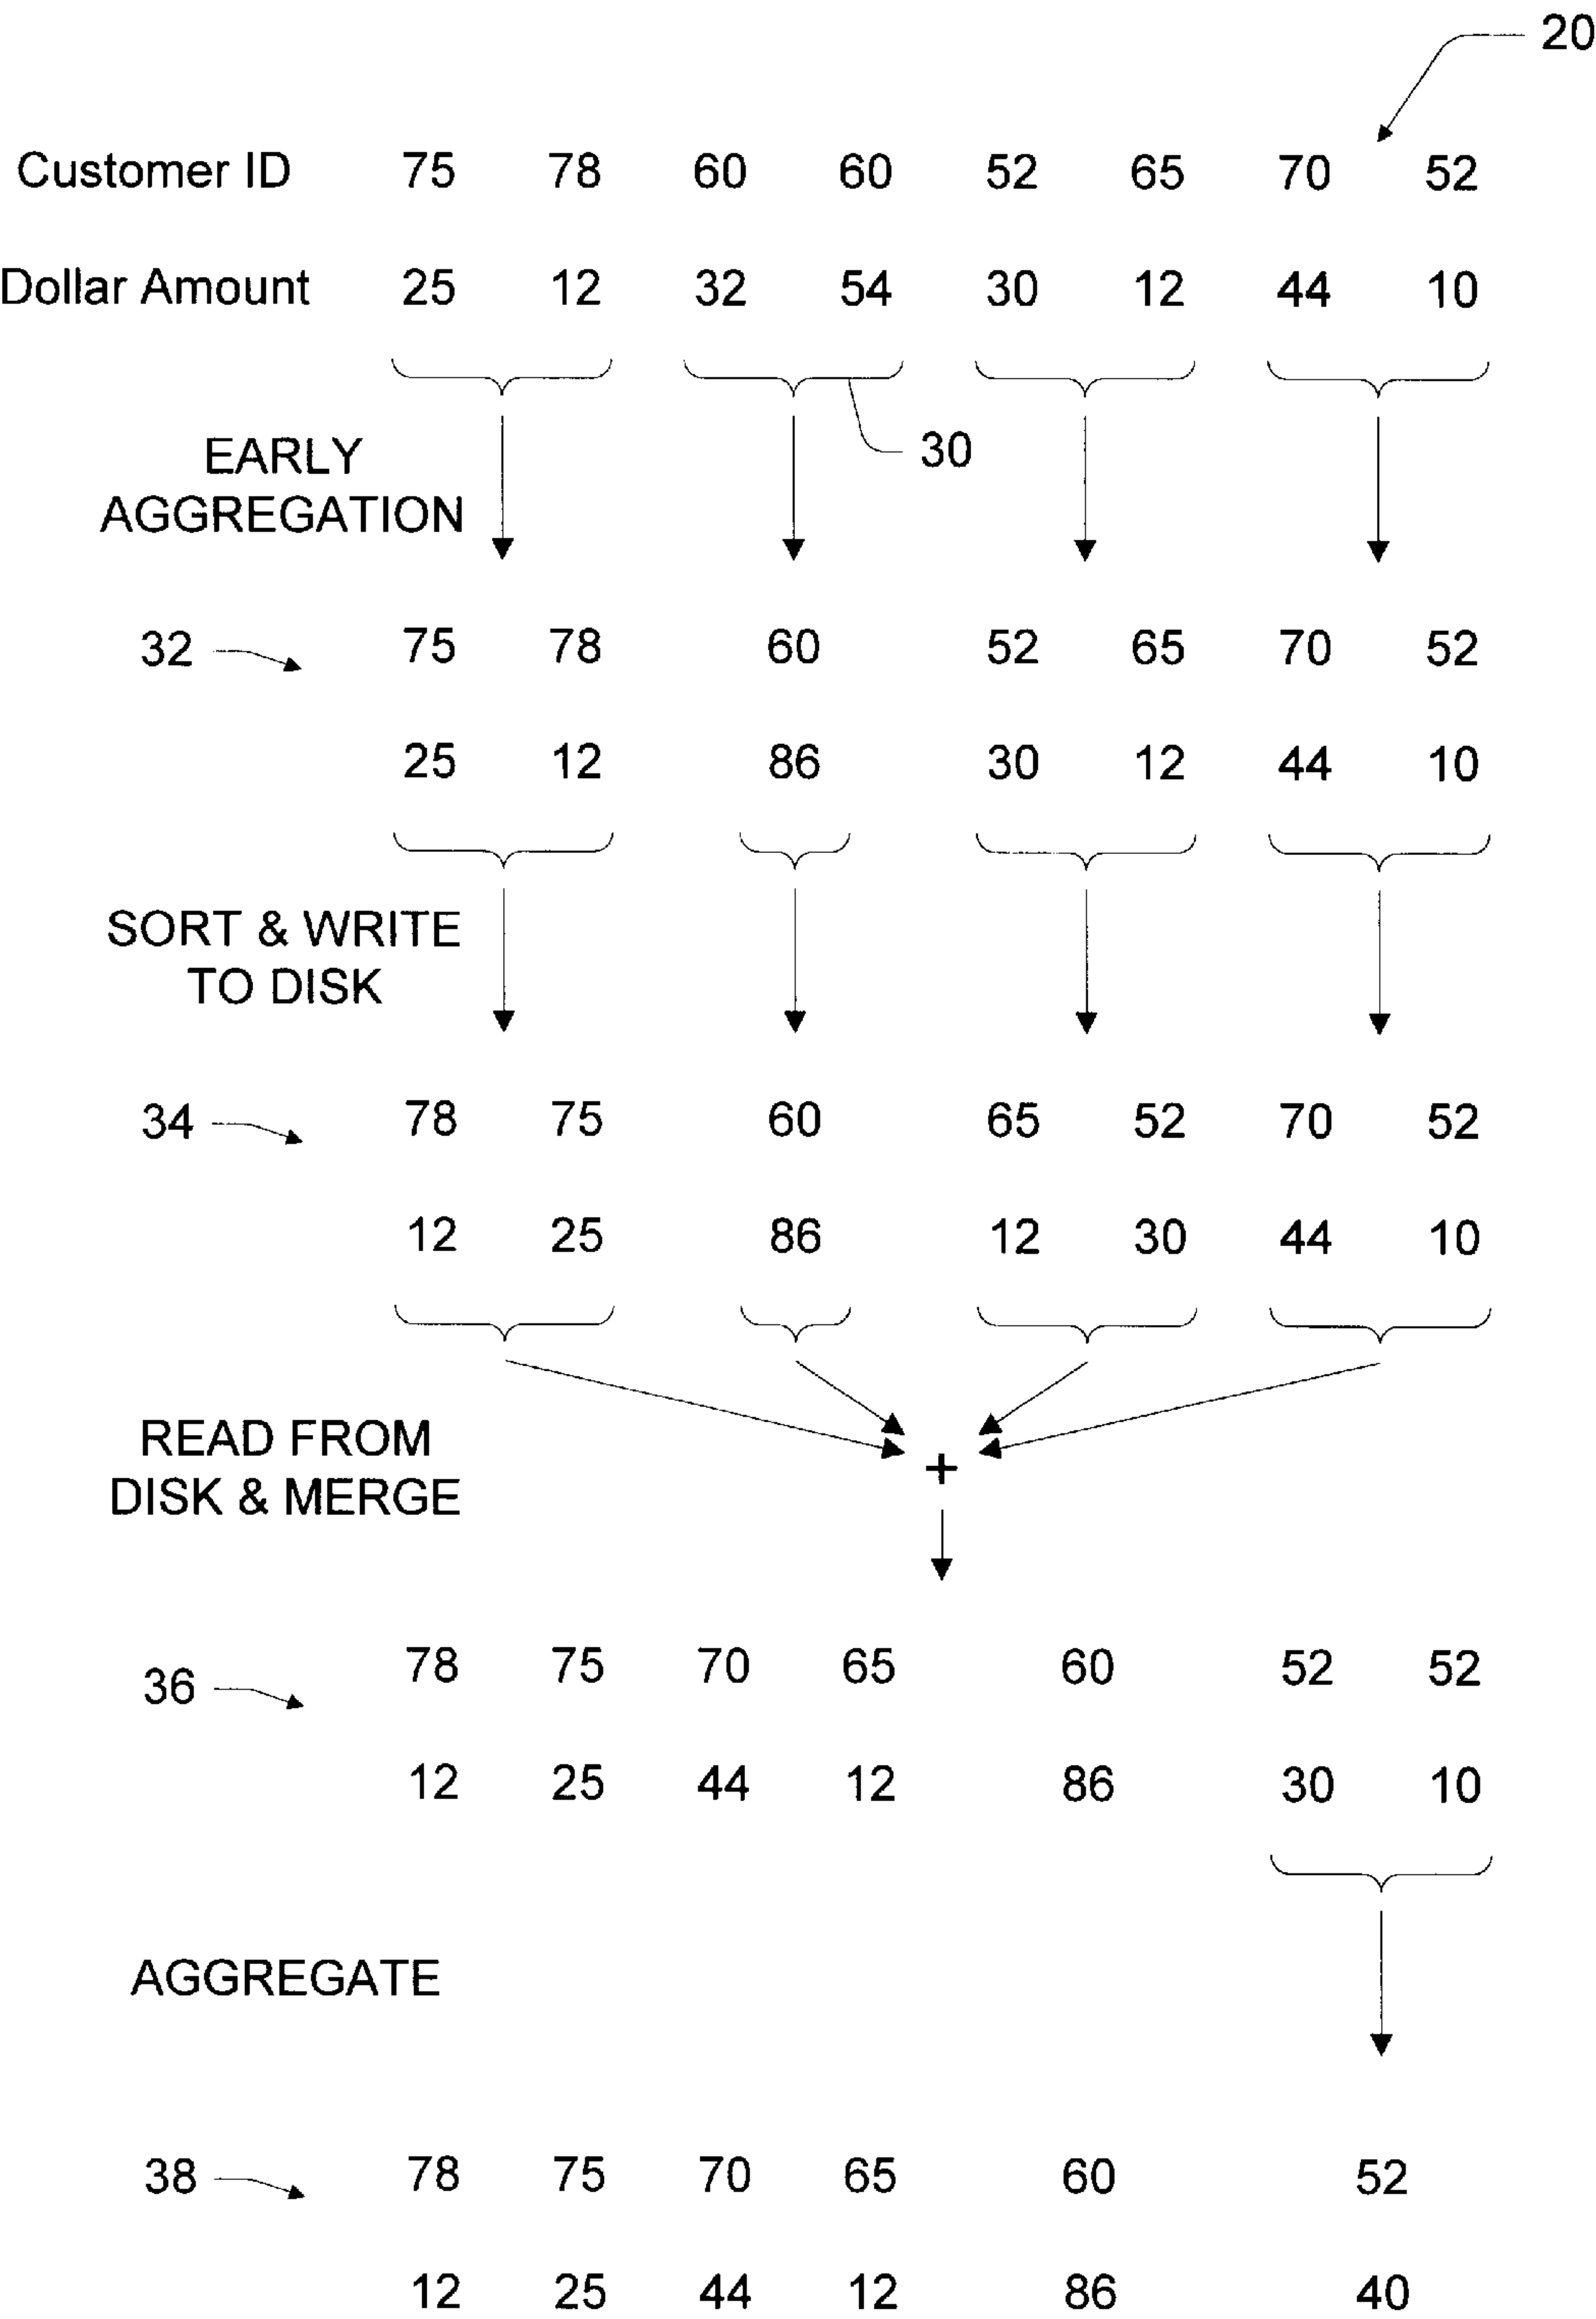 20
Customer ID 75 78 60 60 52 65 70 52
Dollar Amount 25 12 32 54 30 12 44 10
30
EARLY
AGGREGATION
32 75 78 60 52 65 70 52
25 12 86 30 12 44 10
SORT & WRITE
TO DISK
34 78 75 60 65 52 70 52
12 25 86 12 30 44 10
READ FROM
DISK & MERGE
+
36 78 75 70 65 60 52 52
12 25 44 12 86 30 10
AGGREGATE
38 78 75 70 65 60 52
12 25 44 12 86 40